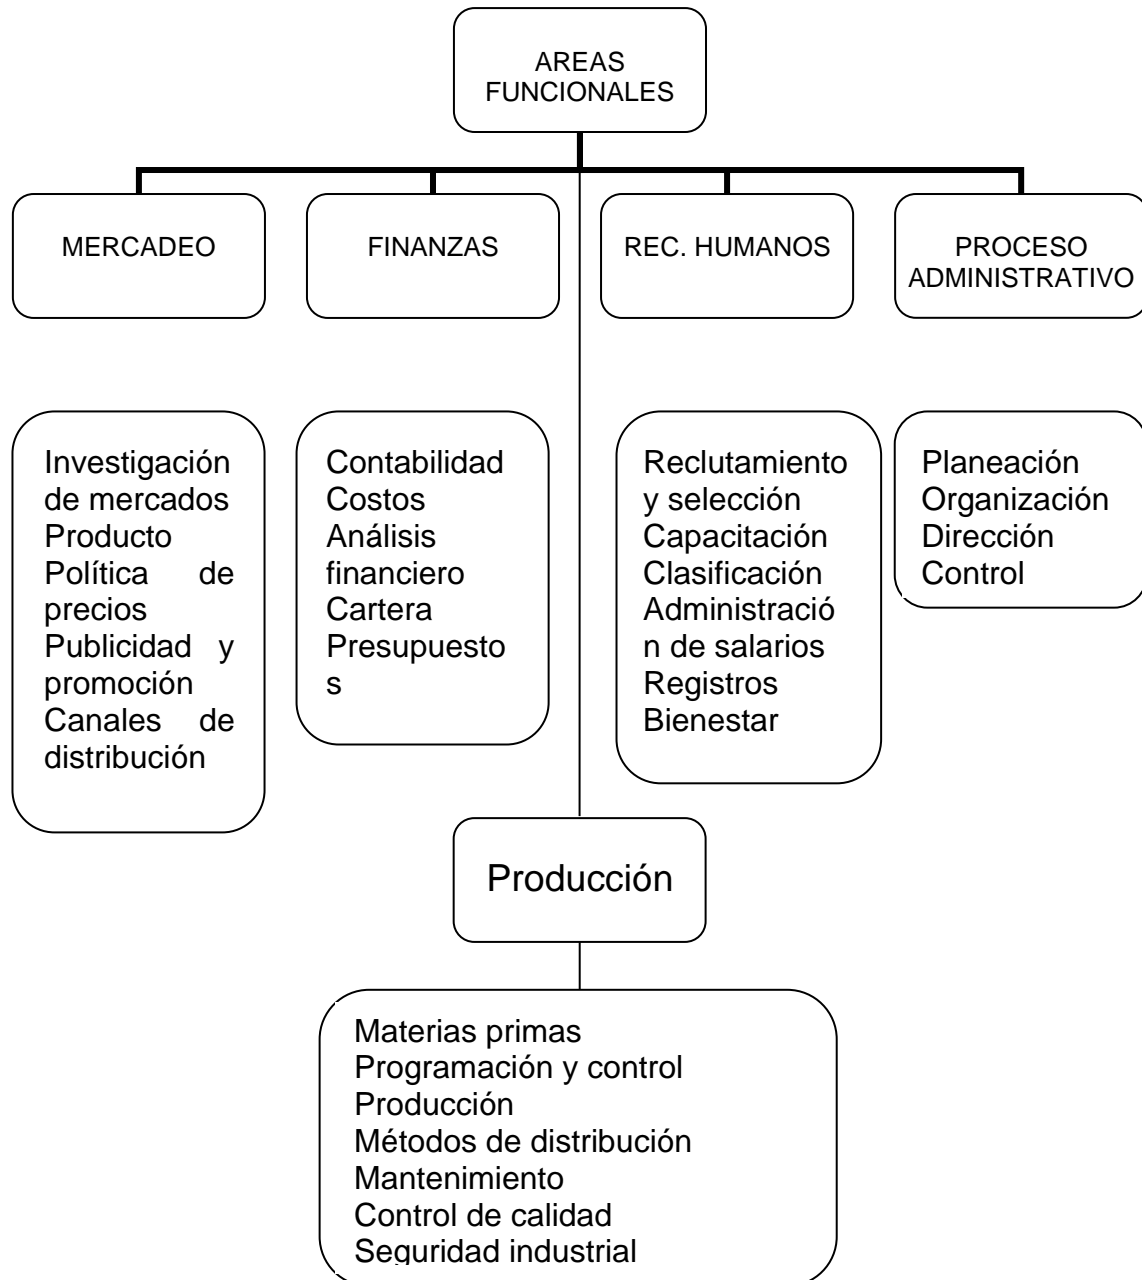 AREAS
FUNCIONALES
MERCADEO
FINANZAS
REC. HUMANOS
PROCESO
ADMINISTRATIVO
Investigación
de mercados
Producto
Política de
precios
Publicidad y
promoción
Canales de
distribución
Contabilidad
Costos
Análisis
financiero
Cartera
Presupuesto
s
Reclutamiento
y selección
Capacitación
Clasificación
Administració
n de salarios
Registros
Bienestar
Planeación
Organización
Dirección
Control
Producción
Materias primas
Programación y control
Producción
Métodos de distribución
Mantenimiento
Control de calidad
Seguridad industrial